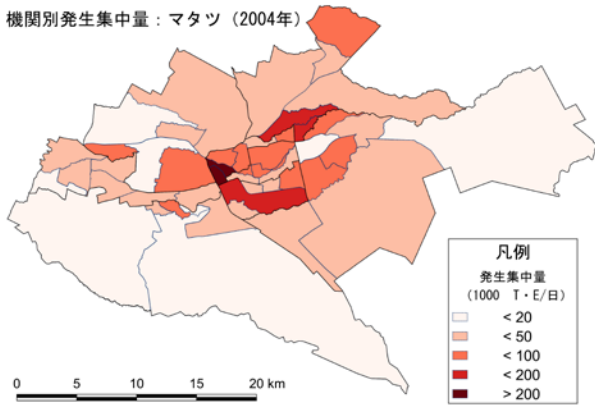 機関別発生集中量：マタツ（2004年）
凡例
発生集中量
（1000　T・E/日）
< 20
< 50
< 100
< 200
> 200
0 5 10 15 20 km